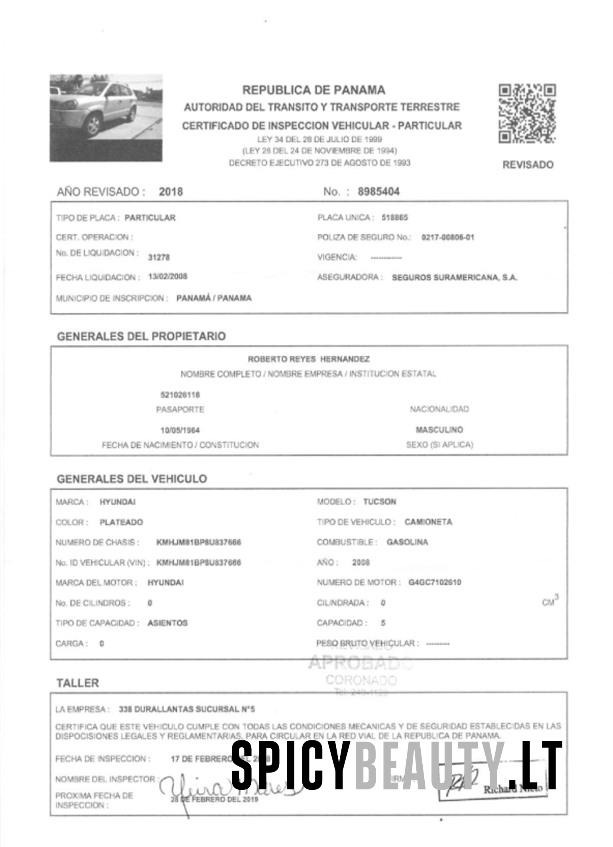 REPUBLICA DE PANAMA
AUTORIDAD DEL TRANSITO Y TRANSPORTE TERRESTRE
CERTIFICADO DE INSPECCION VEHICULAR - PARTICULAR
LEY 34 DEL 28 DE JULIO DE 1999
(LEY 26 DEL 24 DE NOVIEMBRE DE 1994)
DECRETO EJECUTIVO 273 DE AGOSTO DE 1993
REVISADO
AÑO REVISADO : 2018 No. : 8985404
TIPO DE PLACA : PARTICULAR PLACA UNICA : 518865
CERT. OPERACION : POLIZA DE SEGURO No.: 0217-00806-01
No. DE LIQUIDACION : 31278 VIGENCIA: ------------
FECHA LIQUIDACION : 13/02/2008 ASEGURADORA : SEGUROS SURAMERICANA, S.A.
MUNICIPIO DE INSCRIPCION : PANAMÁ / PANAMA
GENERALES DEL PROPIETARIO
ROBERTO REYES HERNANDEZ
NOMBRE COMPLETO / NOMBRE EMPRESA / INSTITUCION ESTATAL
521026118
PASAPORTE NACIONALIDAD
10/05/1964 MASCULINO
FECHA DE NACIMIENTO / CONSTITUCION SEXO (SI APLICA)
GENERALES DEL VEHICULO
MARCA : HYUNDAI MODELO : TUCSON
COLOR : PLATEADO TIPO DE VEHICULO : CAMIONETA
NUMERO DE CHASIS : KMHJM81BP8U837666 COMBUSTIBLE : GASOLINA
No. ID VEHICULAR (VIN) : KMHJM81BP8U837666 AÑO : 2008
MARCA DEL MOTOR : HYUNDAI NUMERO DE MOTOR : G4GC7102610
No. DE CILINDROS : 0 CILINDRADA : 0 CM3
TIPO DE CAPACIDAD : ASIENTOS CAPACIDAD : 5
CARGA : 0 PESO BRUTO VEHICULAR : --------
APROBADO
CORONADO
TALLER
LA EMPRESA : 338 DURALLANTAS SUCURSAL N°5
CERTIFICA QUE ESTE VEHICULO CUMPLE CON TODAS LAS CONDICIONES MECANICAS Y DE SEGURIDAD ESTABLECIDAS EN LAS
DISPOCISIONES LEGALES Y REGLAMENTARIAS, PARA CIRCULAR EN LA RED VIAL DE LA REPUBLICA DE PANAMA.
FECHA DE INSPECCION : 17 DE FEBRERO DEL
NOMBRE DEL INSPECTOR :
PROXIMA FECHA DE
INSPECCION : 28 DE FEBRERO DEL 2019
Richard Nieto
SPICYBEAUTY.LT